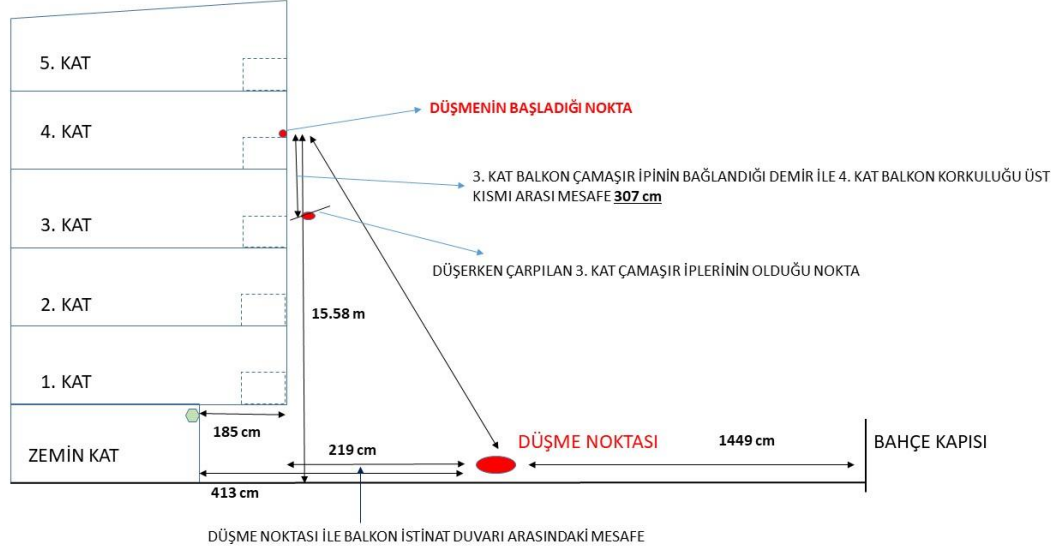 5. KAT
4. KAT
DÜŞMENİN BAŞLADIĞI NOKTA
3. KAT BALKON ÇAMAŞIR İPİNİN BAĞLANDIĞI DEMİR İLE 4. KAT BALKON KORKULUĞU ÜST
KISMI ARASI MESAFE 307 cm
3. KAT
DÜŞERKEN ÇARPILAN 3. KAT ÇAMAŞIR İPLERİNİN OLDUĞU NOKTA
2. KAT
15.58 m
1. KAT
185 cm
ZEMİN KAT
219 cm
DÜŞME NOKTASI
1449 cm
BAHÇE KAPISI
413 cm
DÜŞME NOKTASI İLE BALKON İSTİNAT DUVARI ARASINDAKİ MESAFE